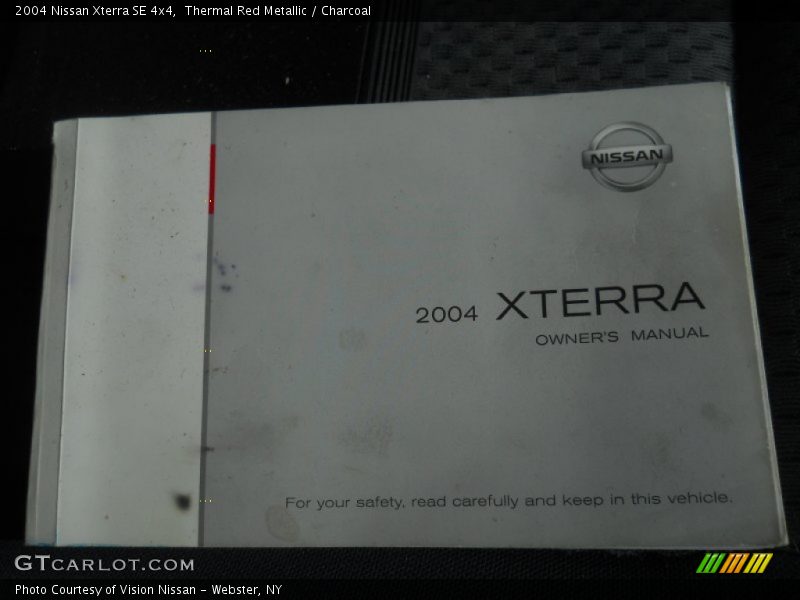 2004 Nissan Xterra SE 4x4,  Thermal Red Metallic / Charcoal
NISSAN
2004 XTERRA
OWNER'S MANUAL
For your safety, read carefully and keep in this vehicle.
GTCARLOT.COM
Photo Courtesy of Vision Nissan - Webster, NY